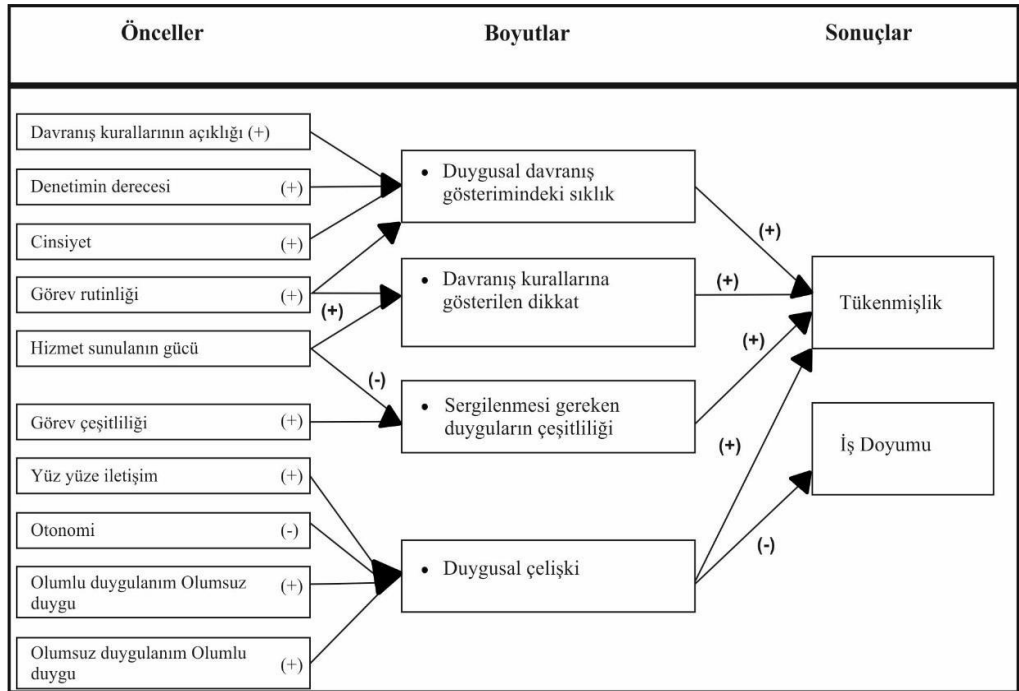 Önceller Boyutlar Sonuçlar
Davranış kurallarının açıklığı (+)
Denetimin derecesi (+)
Cinsiyet (+)
Görev rutinliği (+)
(+)
Hizmet sunulanın gücü
(-)
Görev çeşitliliği (+)
Yüz yüze iletişim (+)
Otonomi (-)
Olumlu duygulanım Olumsuz (+)
duygu
Olumsuz duygulanım Olumlu
duygu (+)
• Duygusal davranış
gösterimindeki sıklık
• Davranış kurallarına
gösterilen dikkat
• Sergilenmesi gereken
duyguların çeşitliliği
• Duygusal çelişki
(+)
(+)
(+)
(+)
(-)
Tükenmişlik
İş Doyumu